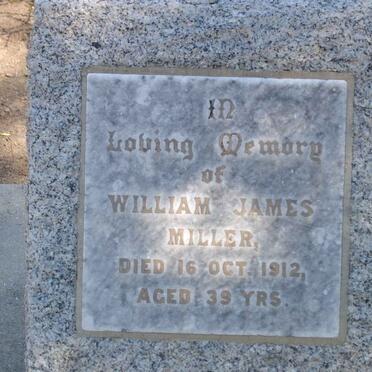 In
Loving Memory
of
WILLIAM JAMES
MILLER,
DIED 16 OCT. 1912,
AGED 39 YRS.